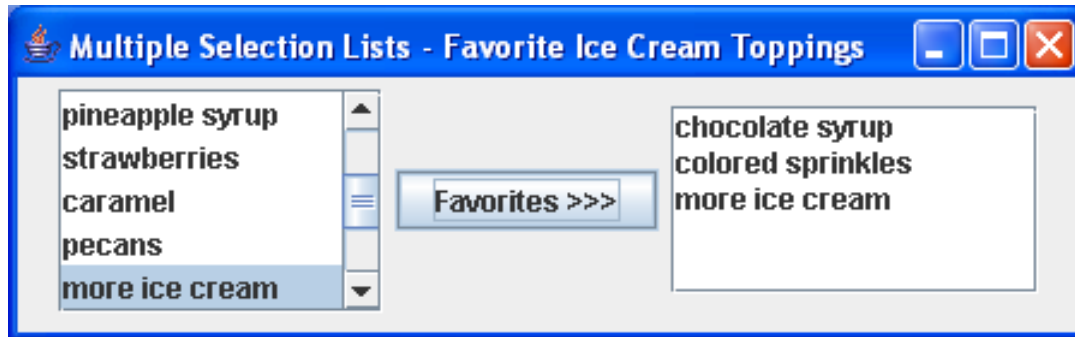 Multiple Selection Lists - Favorite Ice Cream Toppings
pineapple syrup
strawberries
caramel
pecans
more ice cream
Favorites >>>
chocolate syrup
colored sprinkles
more ice cream